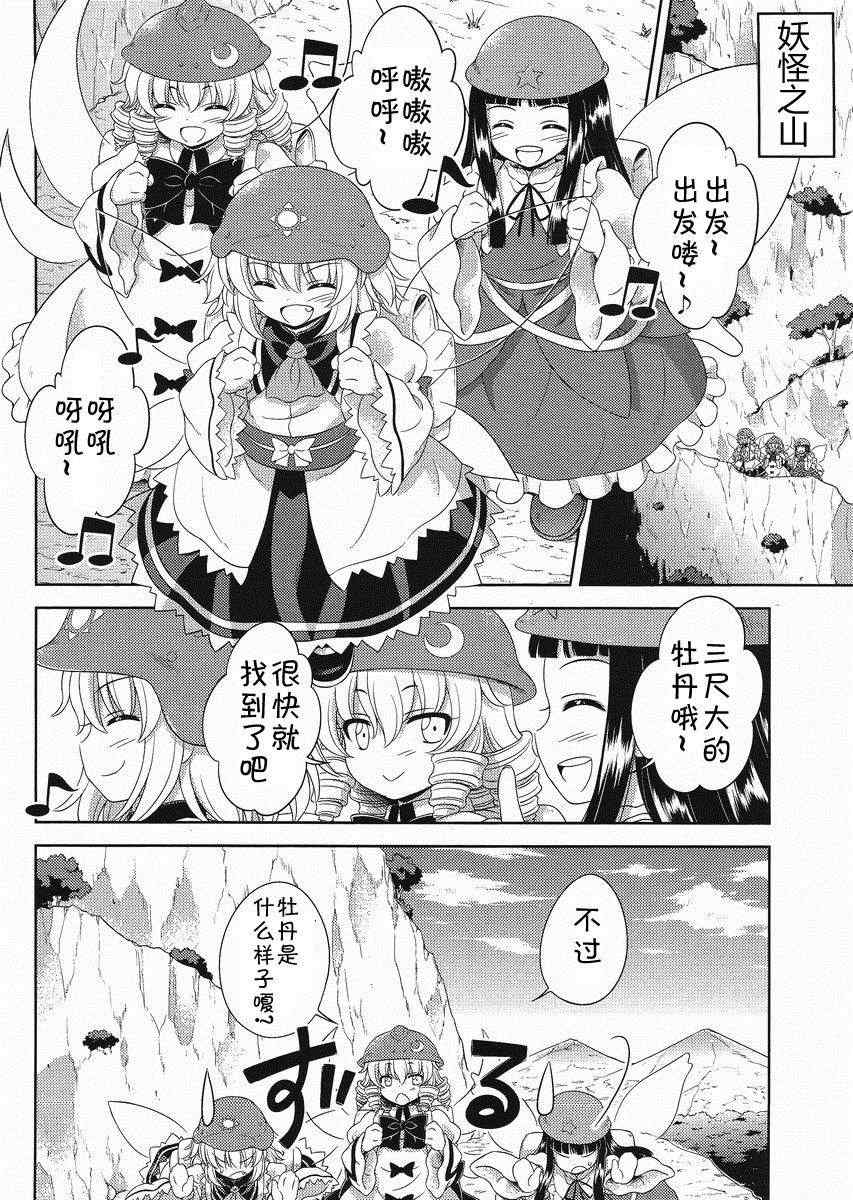 妖怪之山
出发~
出发喽~♪
嗷嗷嗷
呼呼~
呀吼
呀吼~
三尺大的
牡丹哦~
很快就
找到了吧
不过
牡丹是
什么样子嘎?
ずる